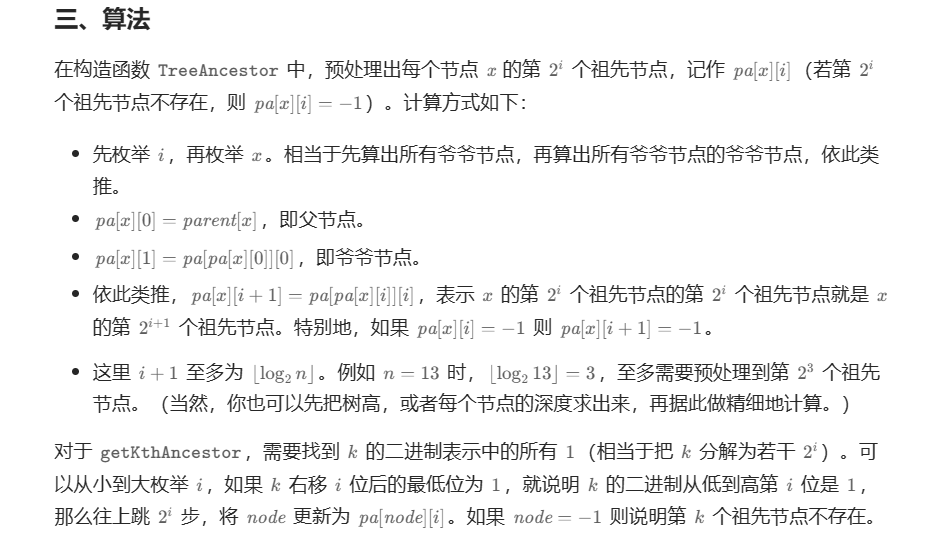 三、算法
在构造函数 TreeAncestor 中，预处理出每个节点 x 的第 2^i 个祖先节点，记作 pa[x][i]（若第 2^i
个祖先节点不存在，则 pa[x][i] = −1）。计算方式如下：
• 先枚举 i，再枚举 x。相当于先算出所有爷爷节点，再算出所有爷爷节点的爷爷节点，依此类
推。
• pa[x][0] = parent[x]，即父节点。
• pa[x][1] = pa[pa[x][0]][0]，即爷爷节点。
• 依此类推，pa[x][i + 1] = pa[pa[x][i]][i]，表示 x 的第 2^i 个祖先节点的第 2^i 个祖先节点就是 x
的第 2^{i+1} 个祖先节点。特别地，如果 pa[x][i] = −1 则 pa[x][i + 1] = −1。
• 这里 i + 1 至多为 ⌊log₂ n⌋。例如 n = 13 时，⌊log₂ 13⌋ = 3，至多需要预处理到第 2^3 个祖先
节点。（当然，你也可以先把树高，或者每个节点的深度求出来，再据此做精细地计算。）
对于 getKthAncestor，需要找到 k 的二进制表示中的所有 1（相当于把 k 分解为若干 2^i）。可
以从小到大枚举 i，如果 k 右移 i 位后的最低位为 1，就说明 k 的二进制从低到高第 i 位是 1，
那么往上跳 2^i 步，将 node 更新为 pa[node][i]。如果 node = −1 则说明第 k 个祖先节点不存在。